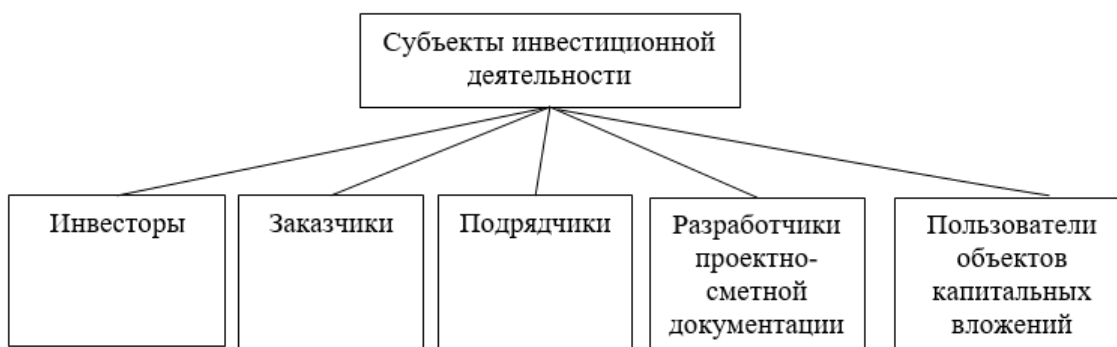 Субъекты инвестиционной
деятельности
Инвесторы
Заказчики
Подрядчики
Разработчики
проектно-
сметной
документации
Пользователи
объектов
капитальных
вложений